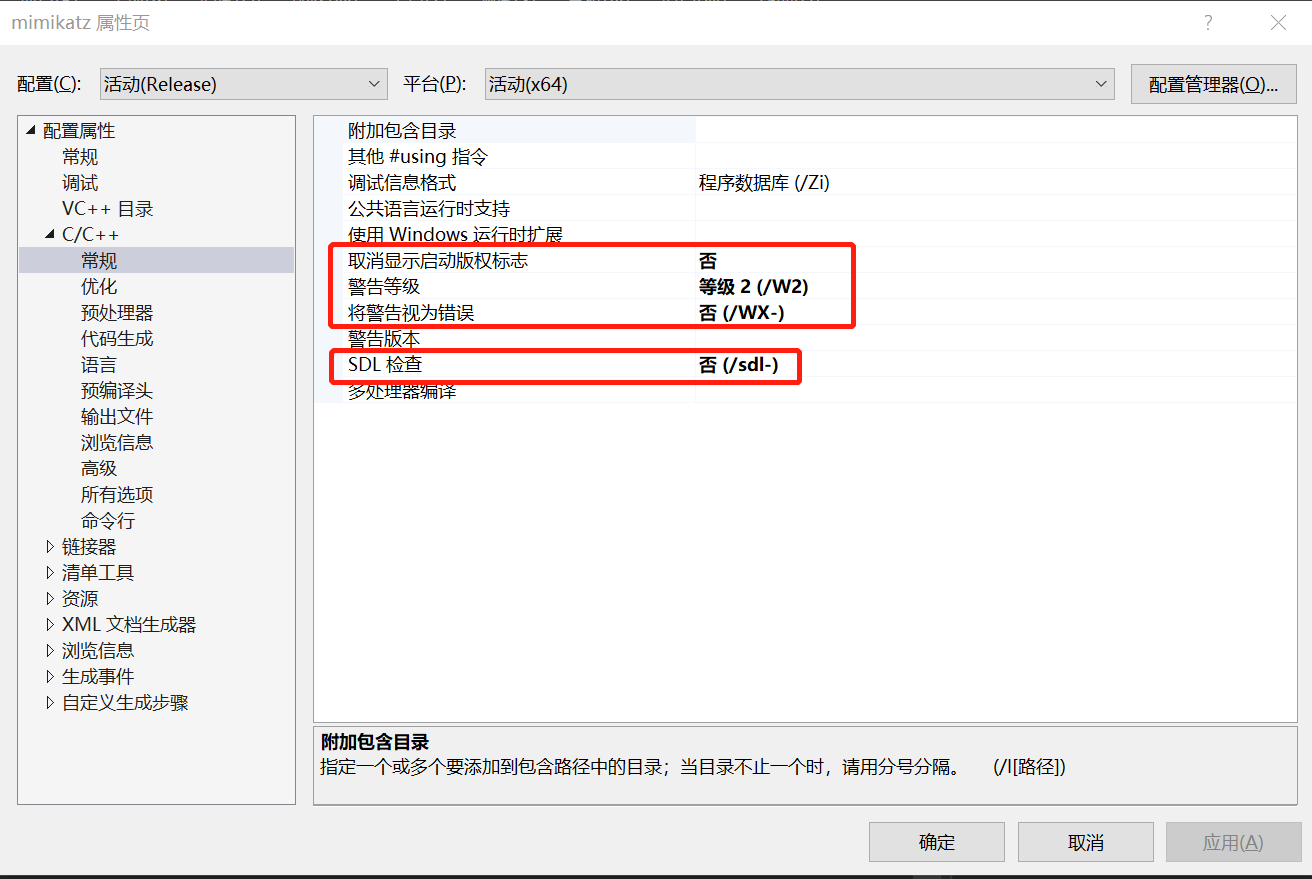 mimikatz 属性页
配置(C): 活动(Release) 平台(P): 活动(x64) 配置管理器(O)...
配置属性
常规
调试
VC++ 目录
C/C++
常规
优化
预处理器
代码生成
语言
预编译头
输出文件
浏览信息
高级
所有选项
命令行
链接器
清单工具
资源
XML 文档生成器
浏览信息
生成事件
自定义生成步骤
附加包含目录
其他 #using 指令
调试信息格式 程序数据库 (/Zi)
公共语言运行时支持
使用 Windows 运行时扩展
取消显示启动版权标志 否
警告等级 等级 2 (/W2)
将警告视为错误 否 (/WX-)
警告版本
SDL 检查 否 (/sdl-)
多处理器编译
附加包含目录
指定一个或多个要添加到包含路径中的目录；当目录不止一个时，请用分号分隔。 (/I[路径])
确定 取消 应用(A)